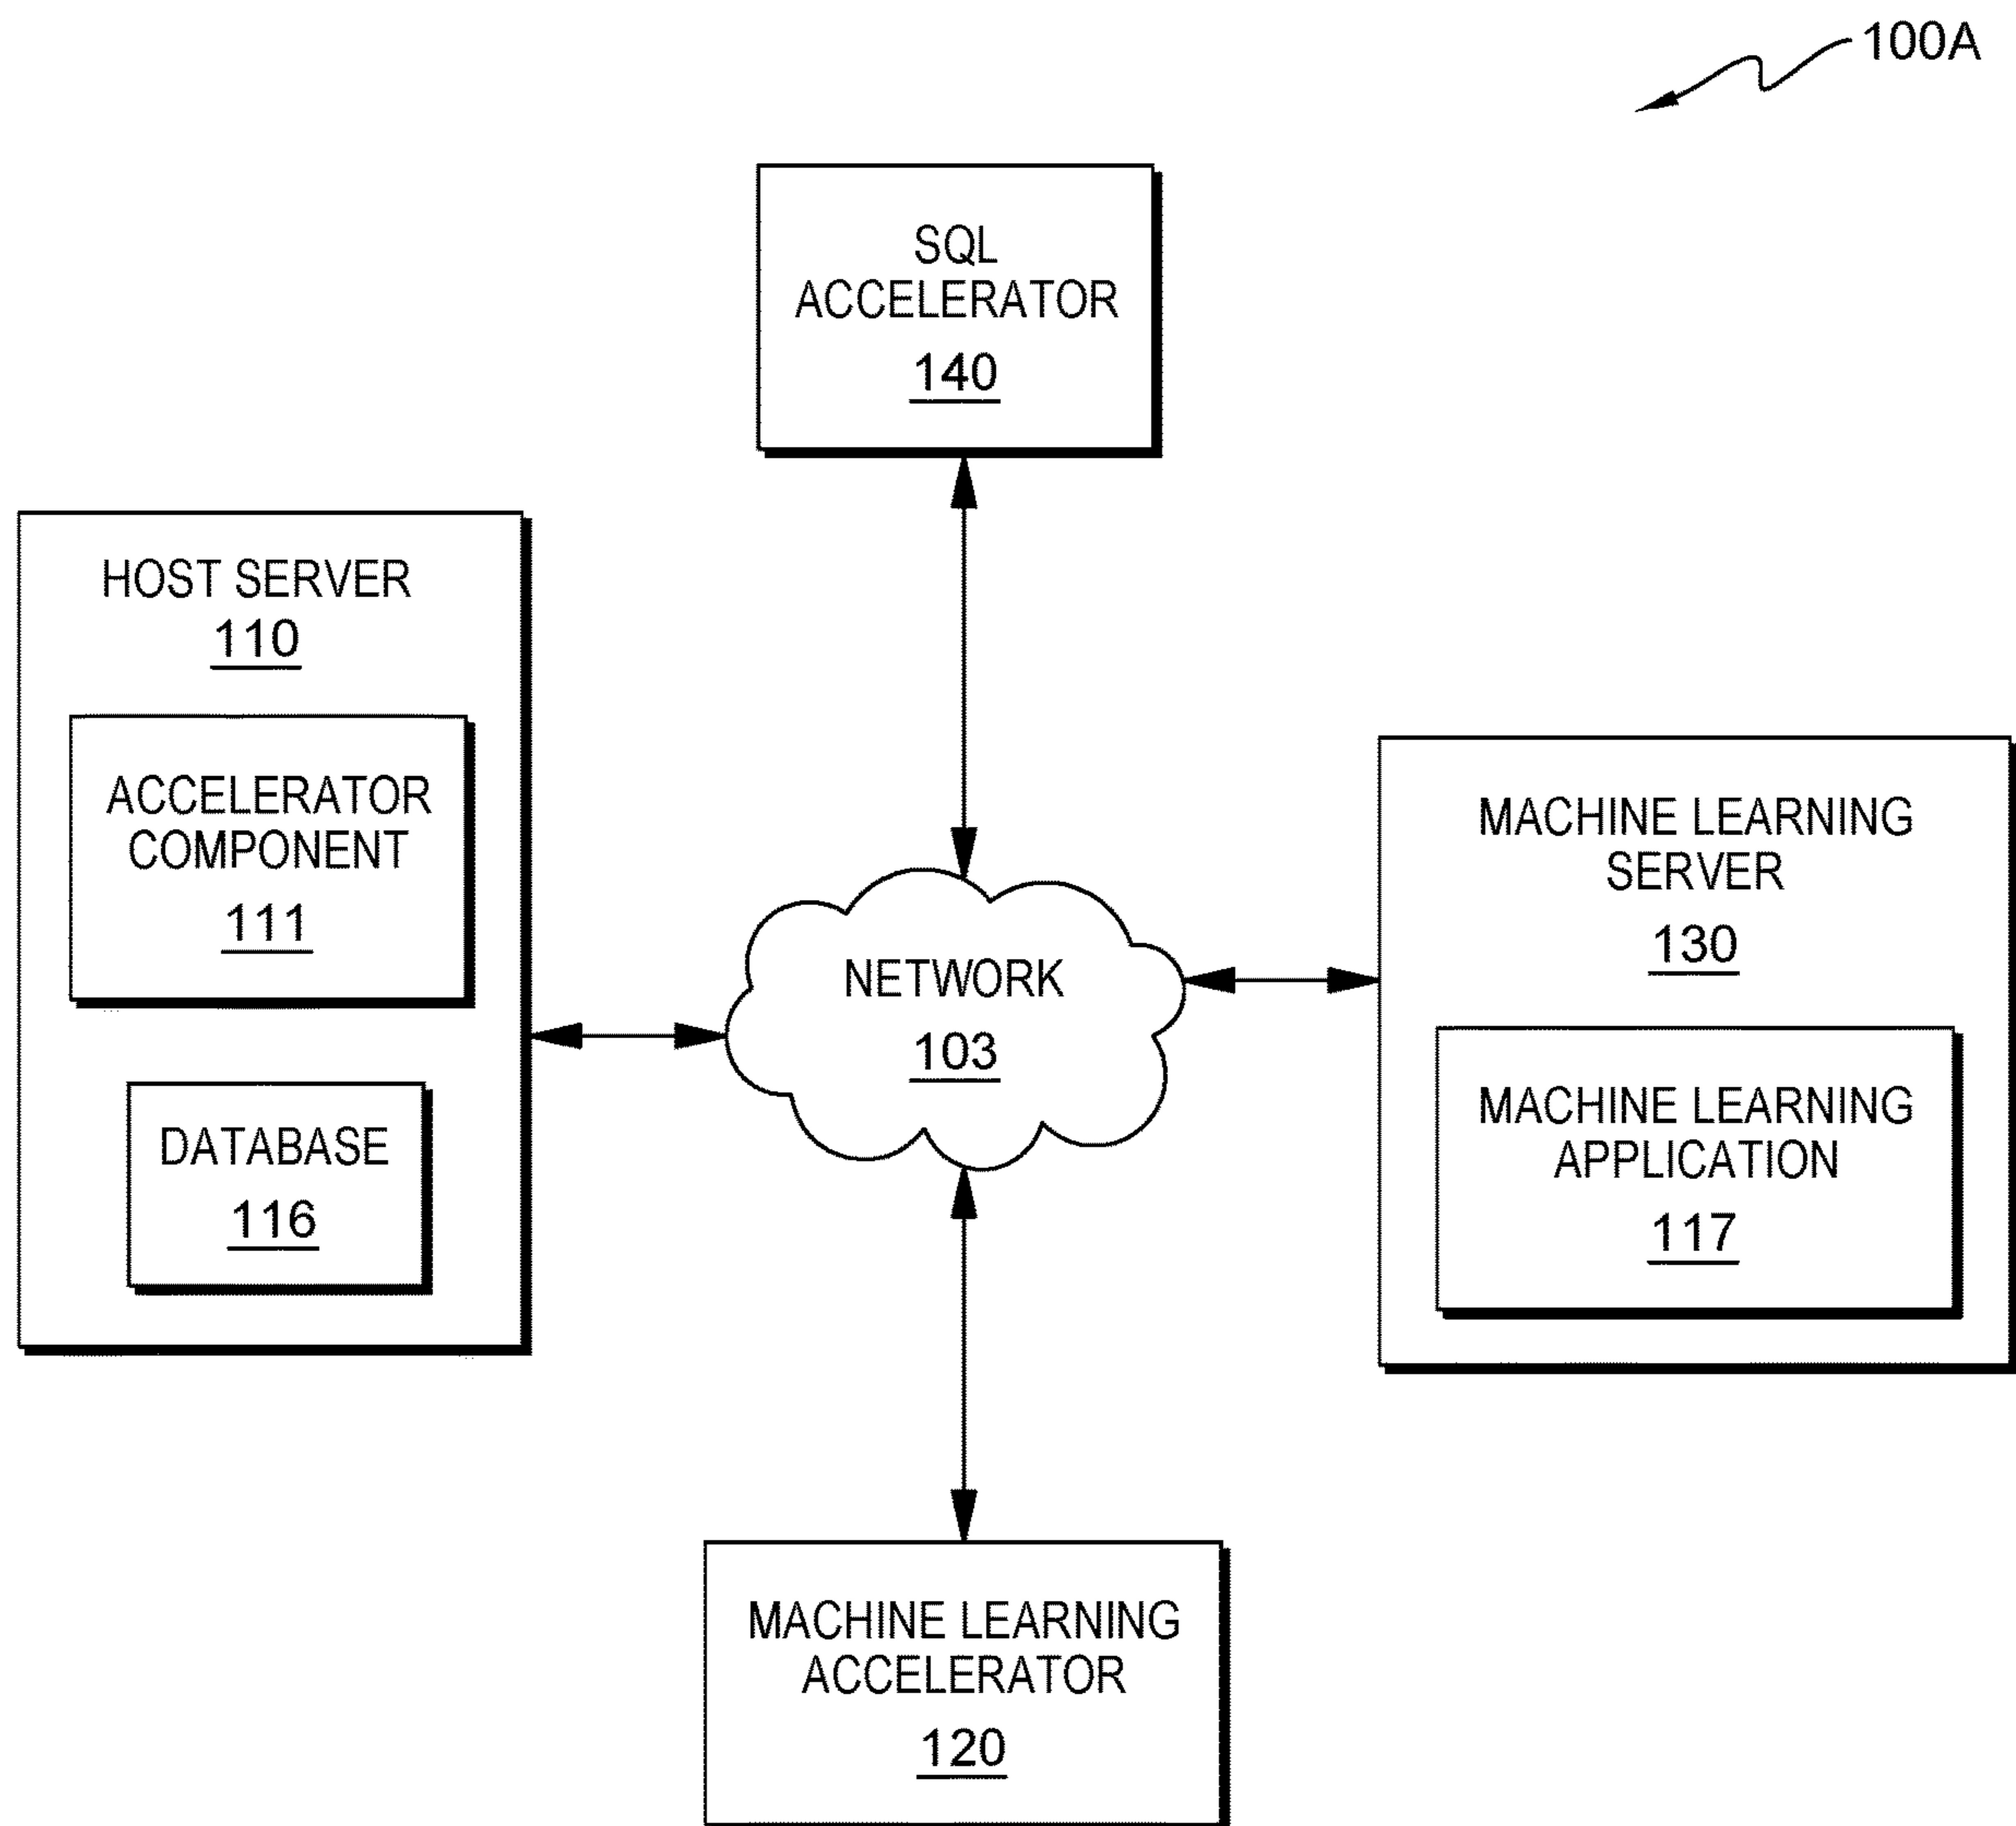 100A
SQL
ACCELERATOR
140
HOST SERVER
110
ACCELERATOR
COMPONENT
111
DATABASE
116
NETWORK
103
MACHINE LEARNING
SERVER
130
MACHINE LEARNING
APPLICATION
117
MACHINE LEARNING
ACCELERATOR
120